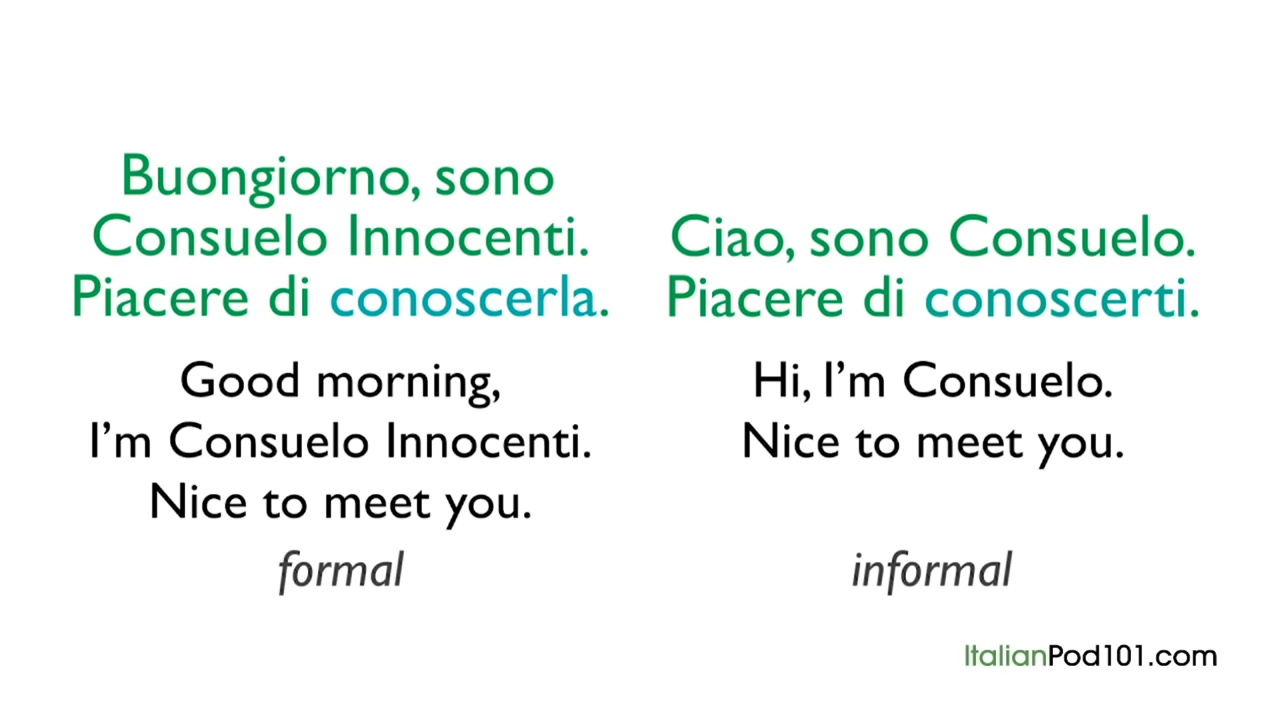 Buongiorno, sono
Consuelo Innocenti.
Piacere di conoscerla.
Good morning,
I'm Consuelo Innocenti.
Nice to meet you.
formal
Ciao, sono Consuelo.
Piacere di conoscerti.
Hi, I'm Consuelo.
Nice to meet you.
informal
ItalianPod101.com